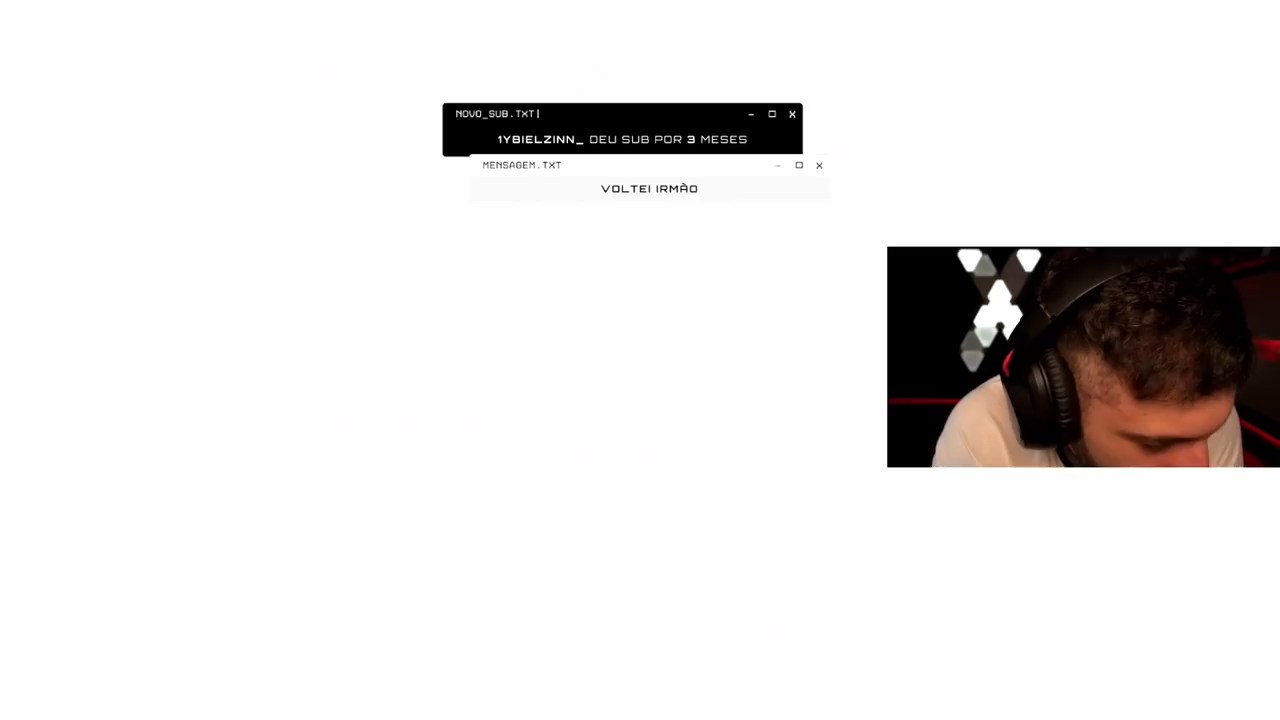 NOVO_SUB.TXT|
1YBIELZINN_ DEU SUB POR 3 MESES
MENSAGEM.TXT
VOLTEI IRMÃO